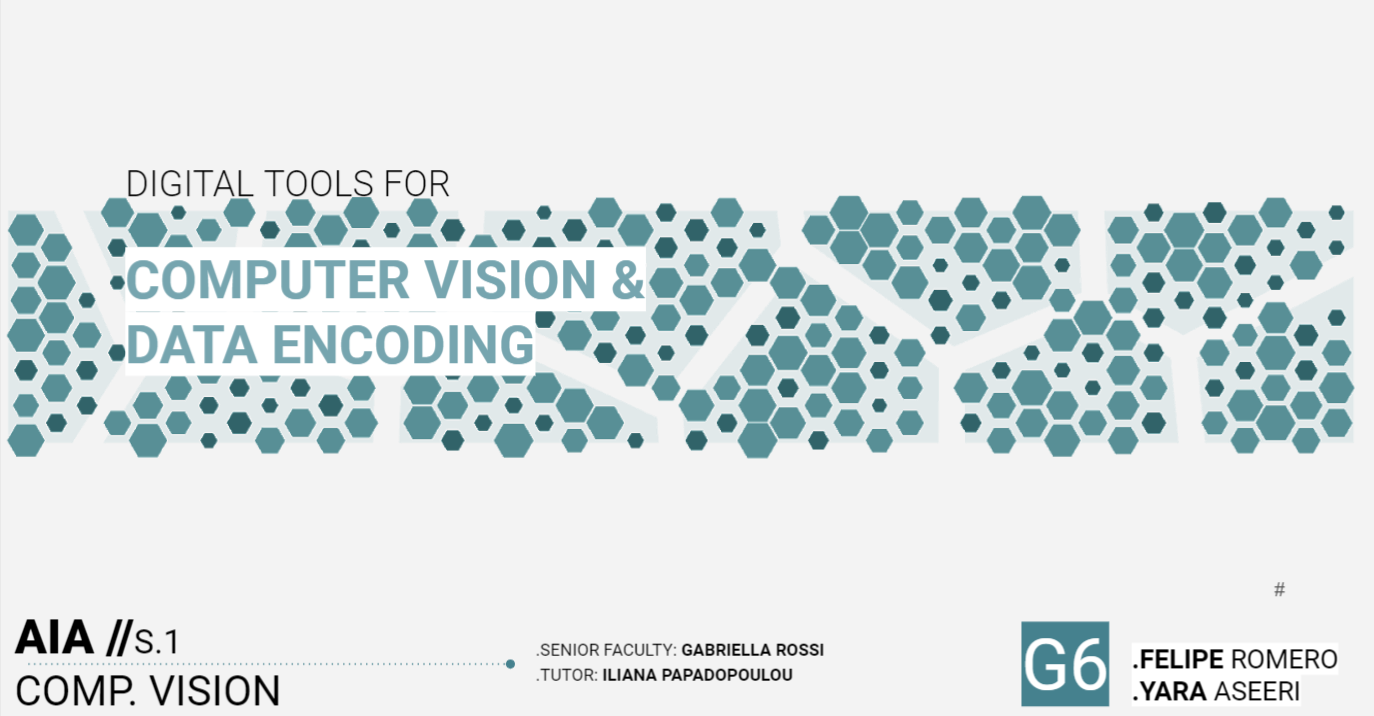 DIGITAL TOOLS FOR
COMPUTER VISION &
DATA ENCODING
#
AIA //S.1
COMP. VISION
.SENIOR FACULTY: GABRIELLA ROSSI
.TUTOR: ILIANA PAPADOPOULOU
G6
.FELIPE ROMERO
.YARA ASEERI